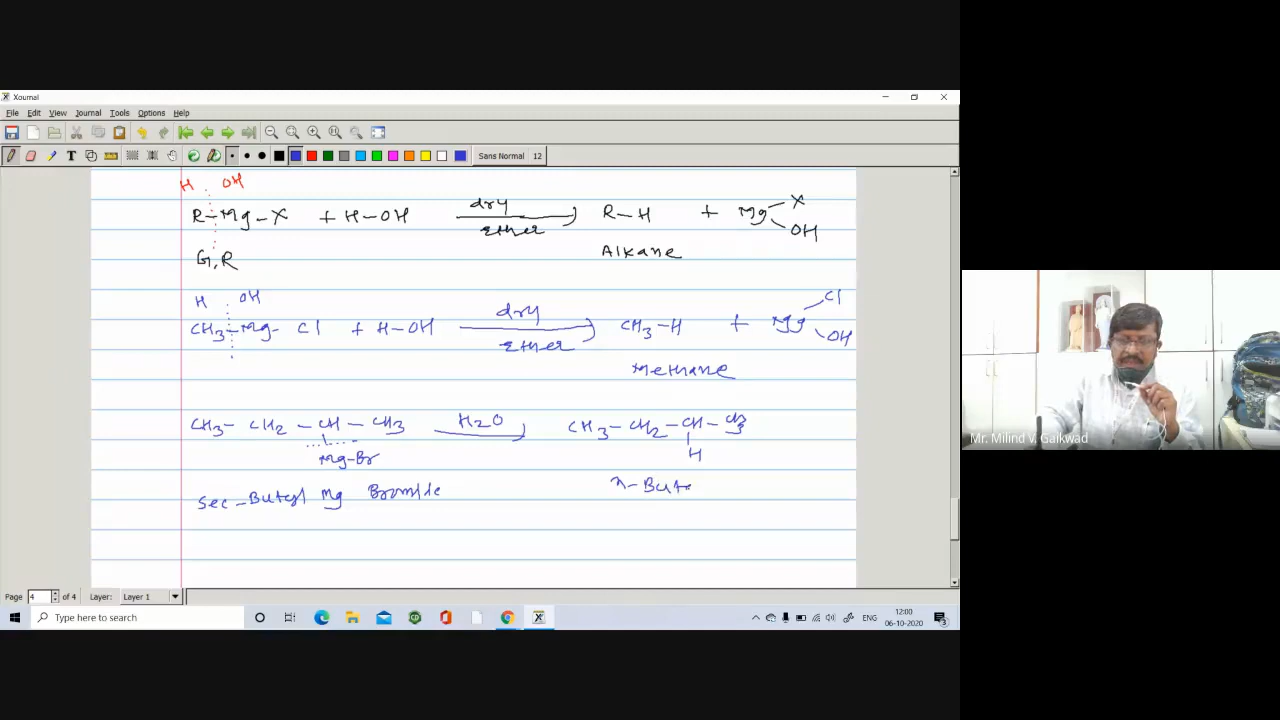 Xournal
File Edit View Journal Tools Options Help
Sans Normal 12
H OH
R-Mg-X + H-OH dry Ether R-H + Mg X OH
G.R Alkane
H OH
CH3-Mg-Cl + H-OH dry Ether CH3-H + Mg Cl OH
Methane
CH3-CH2-CH-CH3 H2O CH3-CH2-CH-CH3
Mg-Br H
Sec-Butyl Mg Bromide n-Buta
Mr. Milind v. Gaikwad
Page 4 of 4 Layer: Layer 1
Type here to search
ENG 12:00 06-10-2020 3